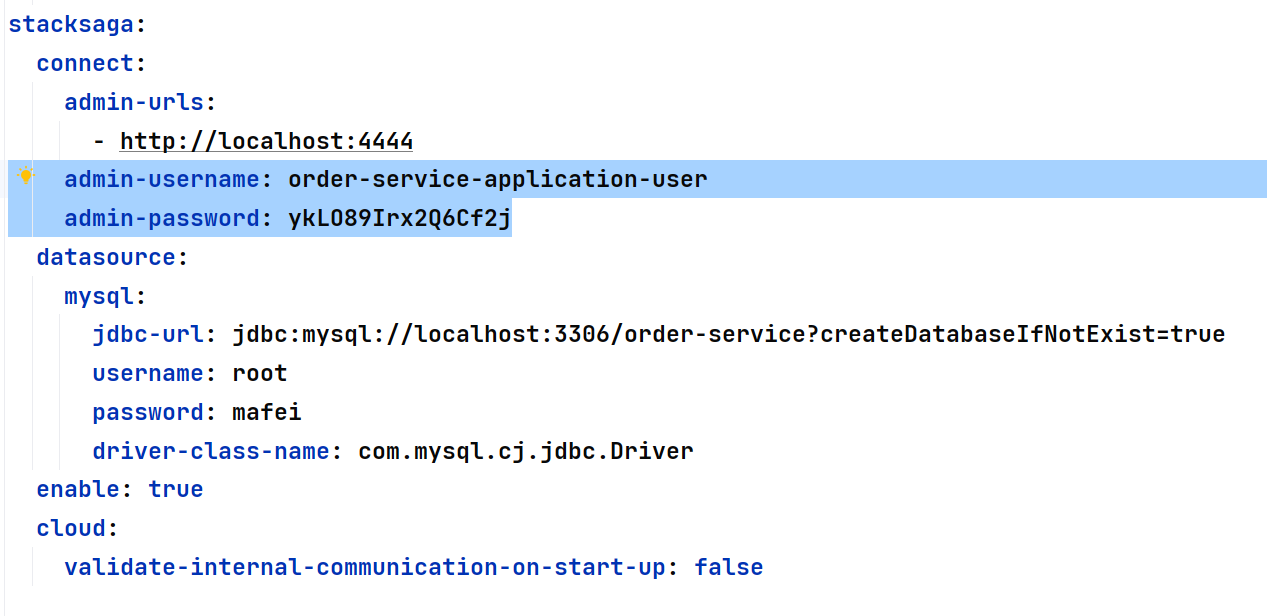 stacksaga:
  connect:
    admin-urls:
      - http://localhost:4444
    admin-username: order-service-application-user
    admin-password: ykLO89Irx2Q6Cf2j
  datasource:
    mysql:
      jdbc-url: jdbc:mysql://localhost:3306/order-service?createDatabaseIfNotExist=true
      username: root
      password: mafei
      driver-class-name: com.mysql.cj.jdbc.Driver
  enable: true
  cloud:
    validate-internal-communication-on-start-up: false